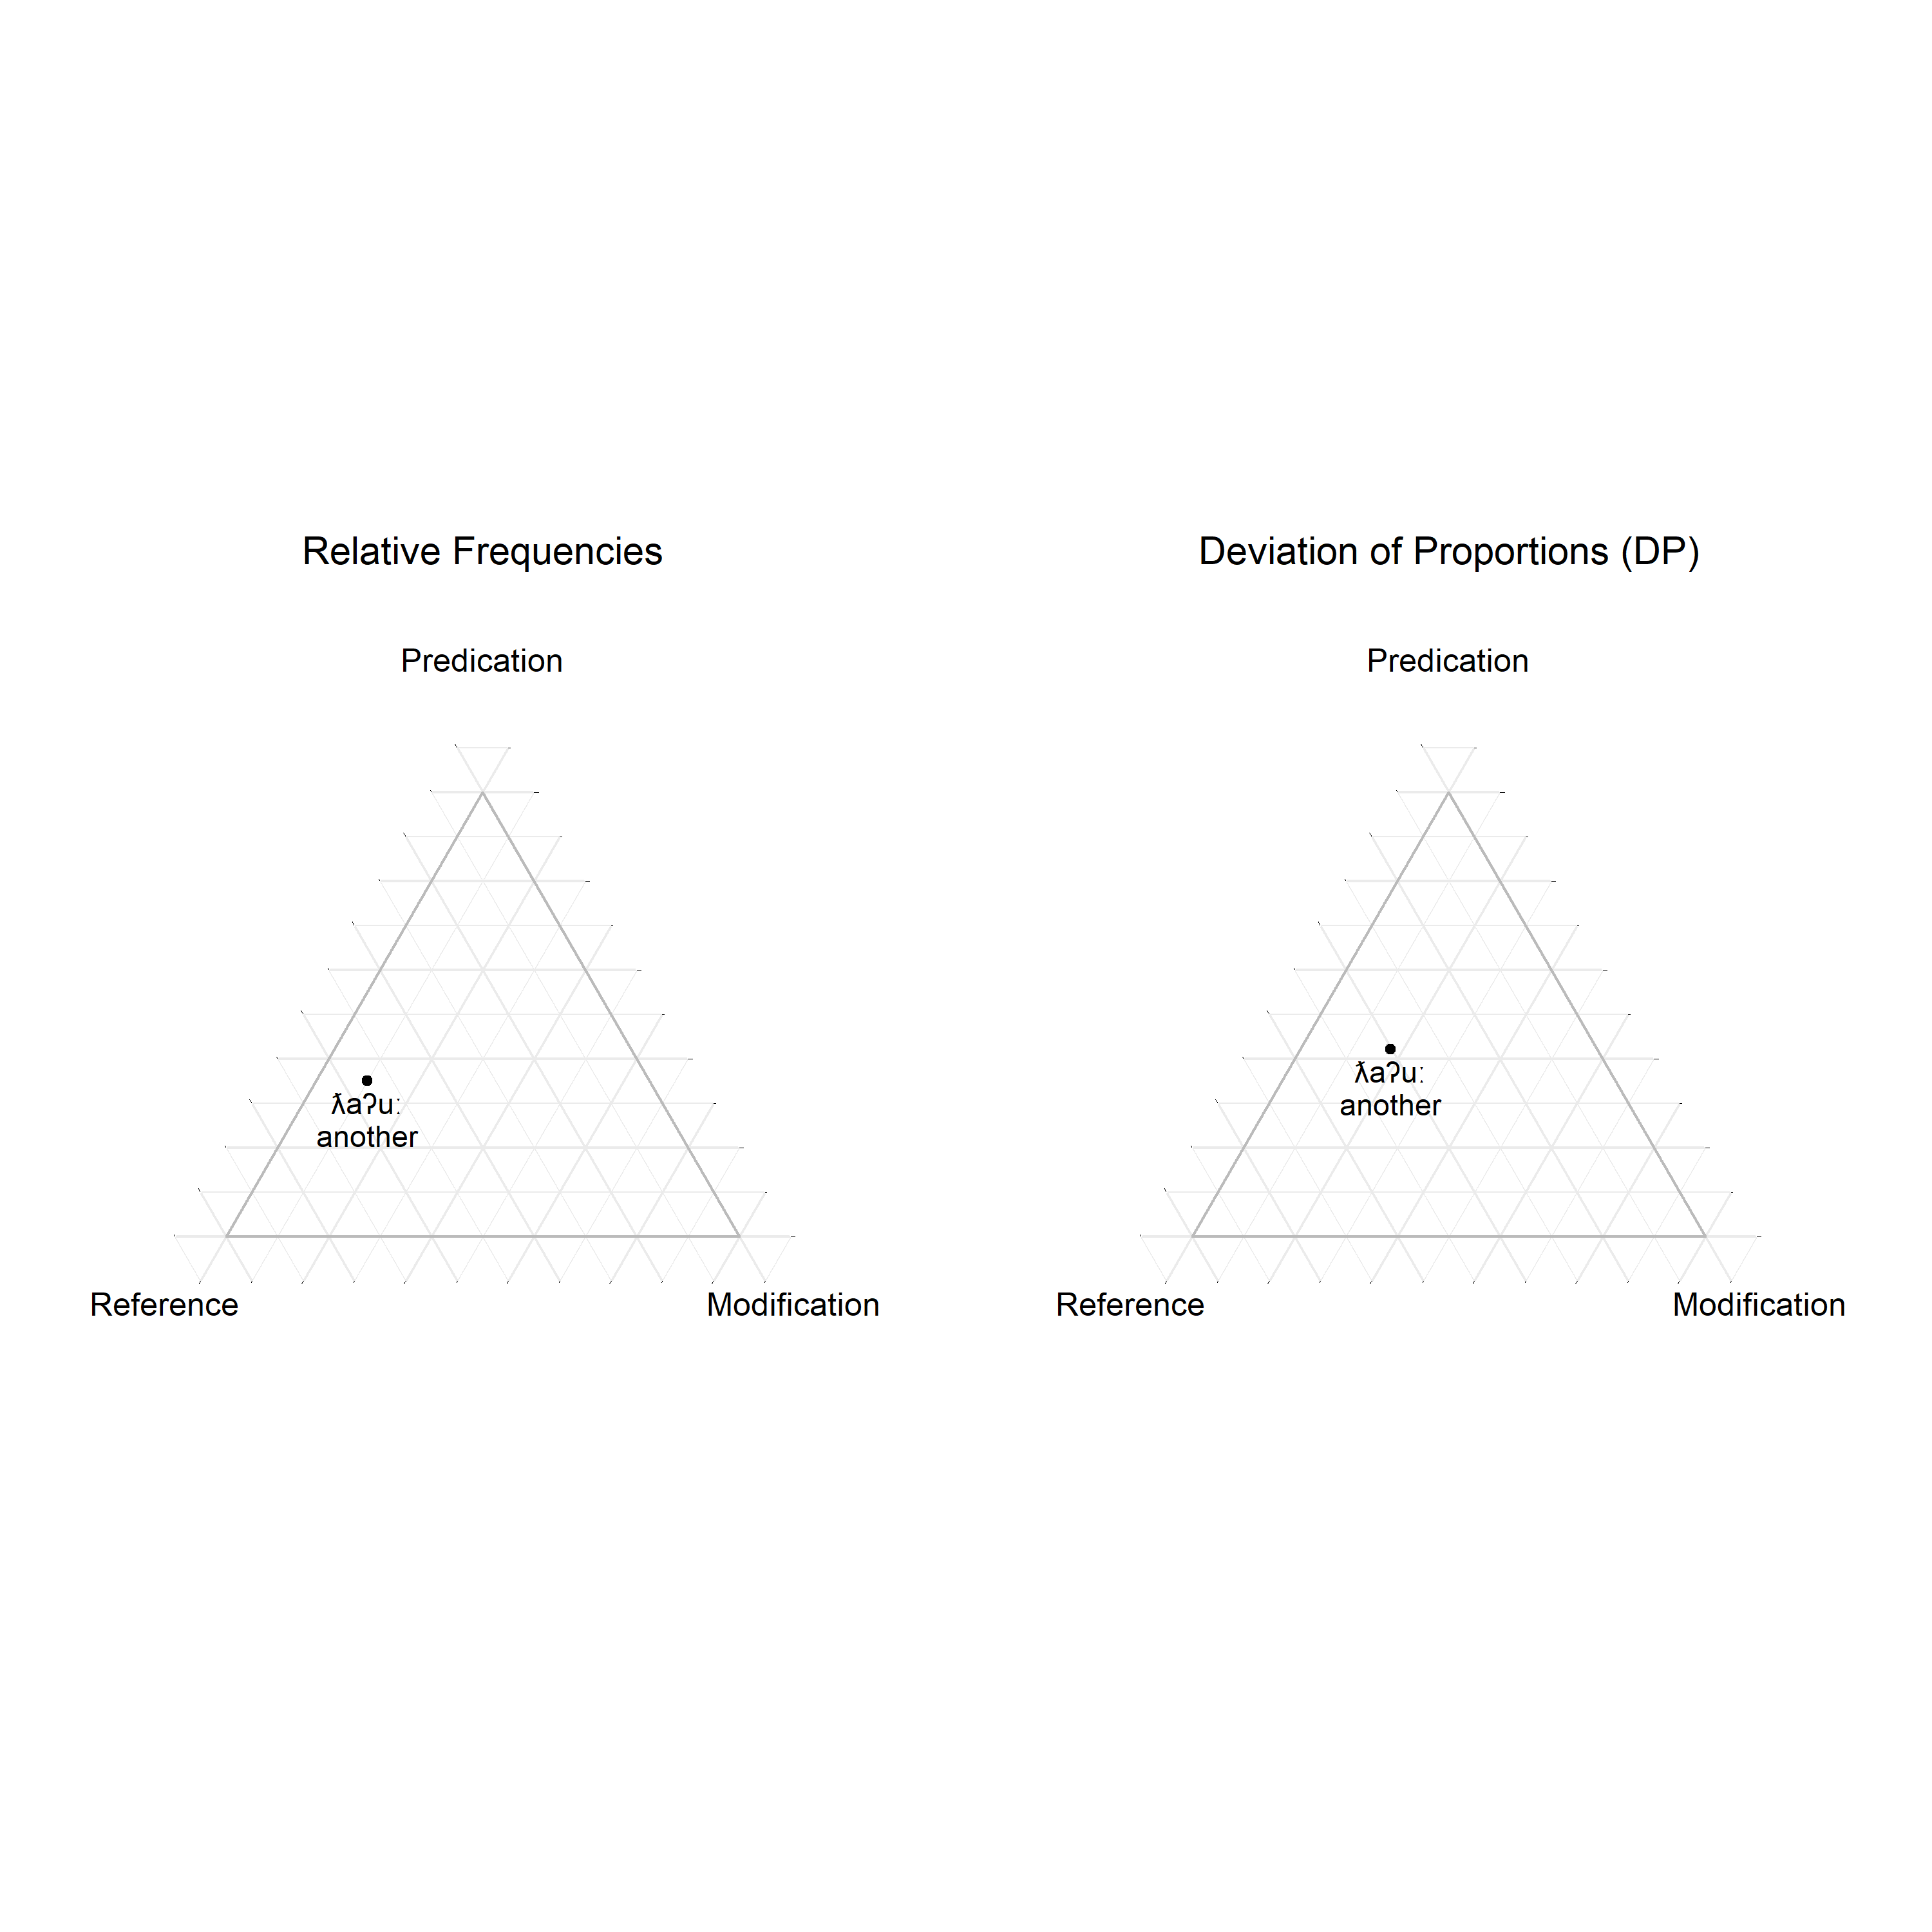 Relative Frequencies
Predication
ƛaʔuː
another
Reference
Modification
Deviation of Proportions (DP)
Predication
ƛaʔuː
another
Reference
Modification